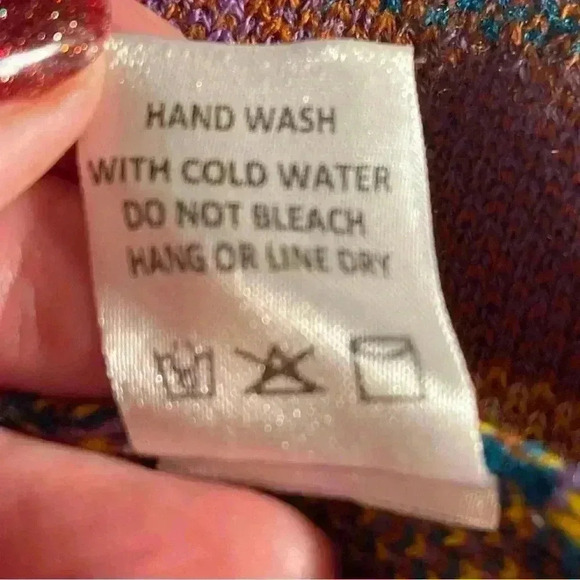 HAND WASH
WITH COLD WATER
DO NOT BLEACH
HANG OR LINE DRY